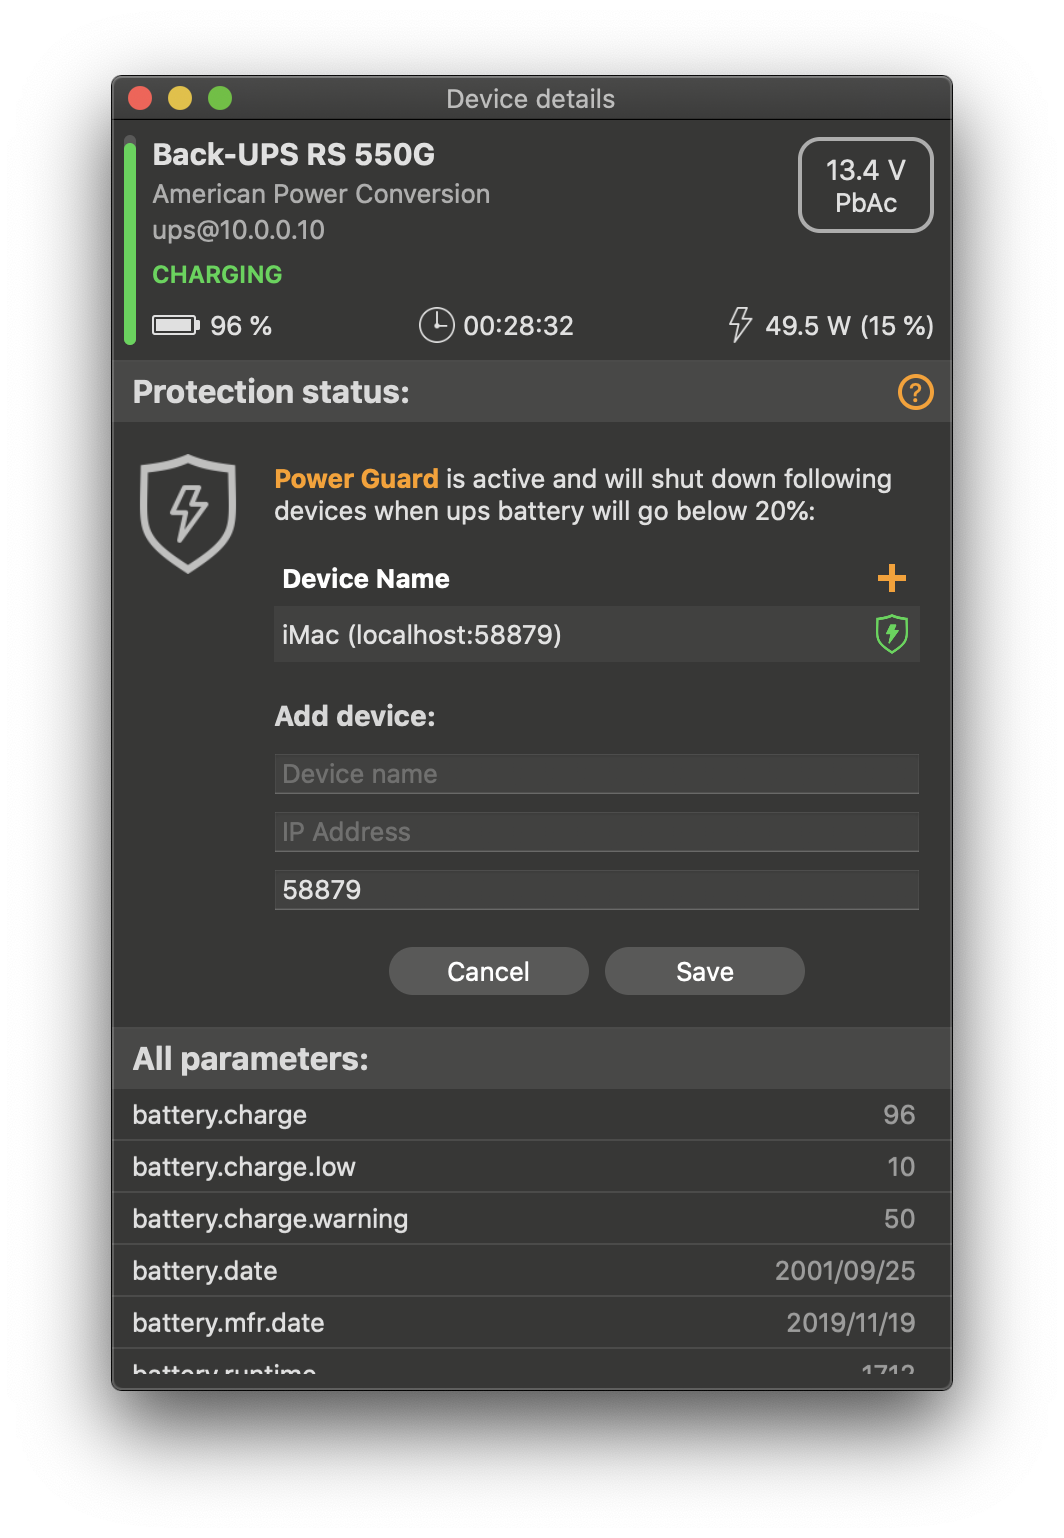 Device details
Back-UPS RS 550G
American Power Conversion
ups@10.0.0.10
CHARGING
13.4 V
PbAc
96 %
00:28:32
49.5 W (15 %)
Protection status:
?
Power Guard is active and will shut down following
devices when ups battery will go below 20%:
Device Name
iMac (localhost:58879)
Add device:
Device name
IP Address
58879
Cancel
Save
All parameters:
battery.charge 96
battery.charge.low 10
battery.charge.warning 50
battery.date 2001/09/25
battery.mfr.date 2019/11/19
battery.runtime 1712